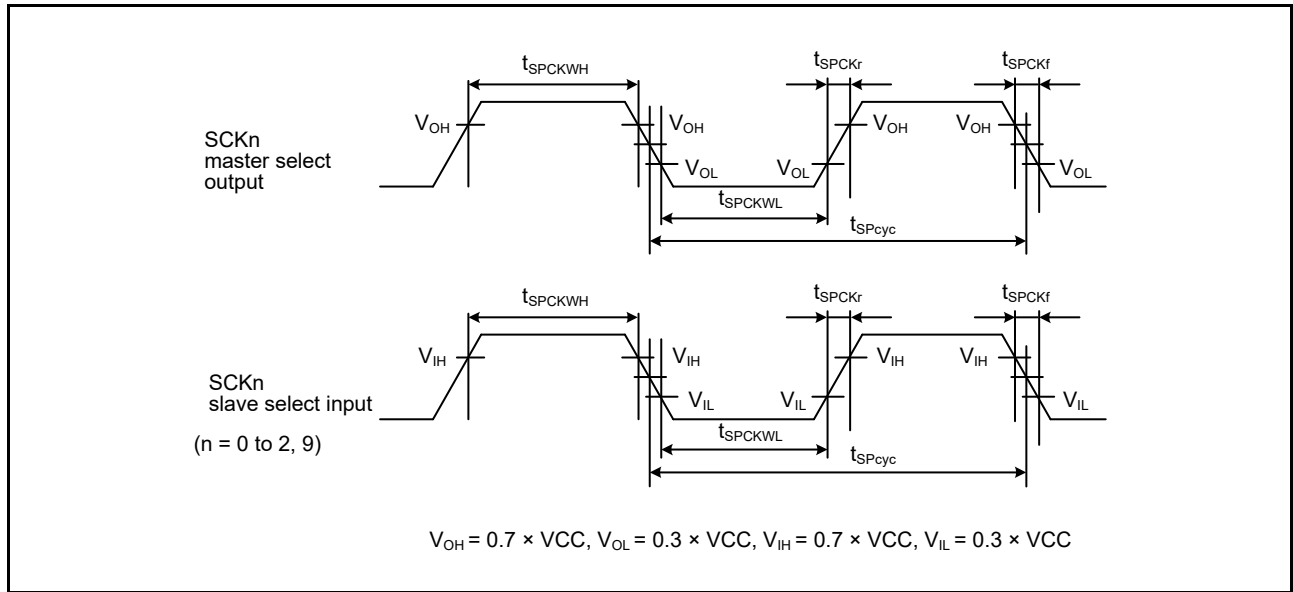 tSPCKWH
tSPCKr
tSPCKf
VOH
VOH
VOH
VOH
SCKn
master select
output
VOL
VOL
VOL
tSPCKWL
tSPcyc
tSPCKWH
tSPCKr
tSPCKf
VIH
VIH
VIH
VIH
SCKn
slave select input
VIL
VIL
VIL
(n = 0 to 2, 9)
tSPCKWL
tSPcyc
VOH = 0.7 × VCC, VOL = 0.3 × VCC, VIH = 0.7 × VCC, VIL = 0.3 × VCC